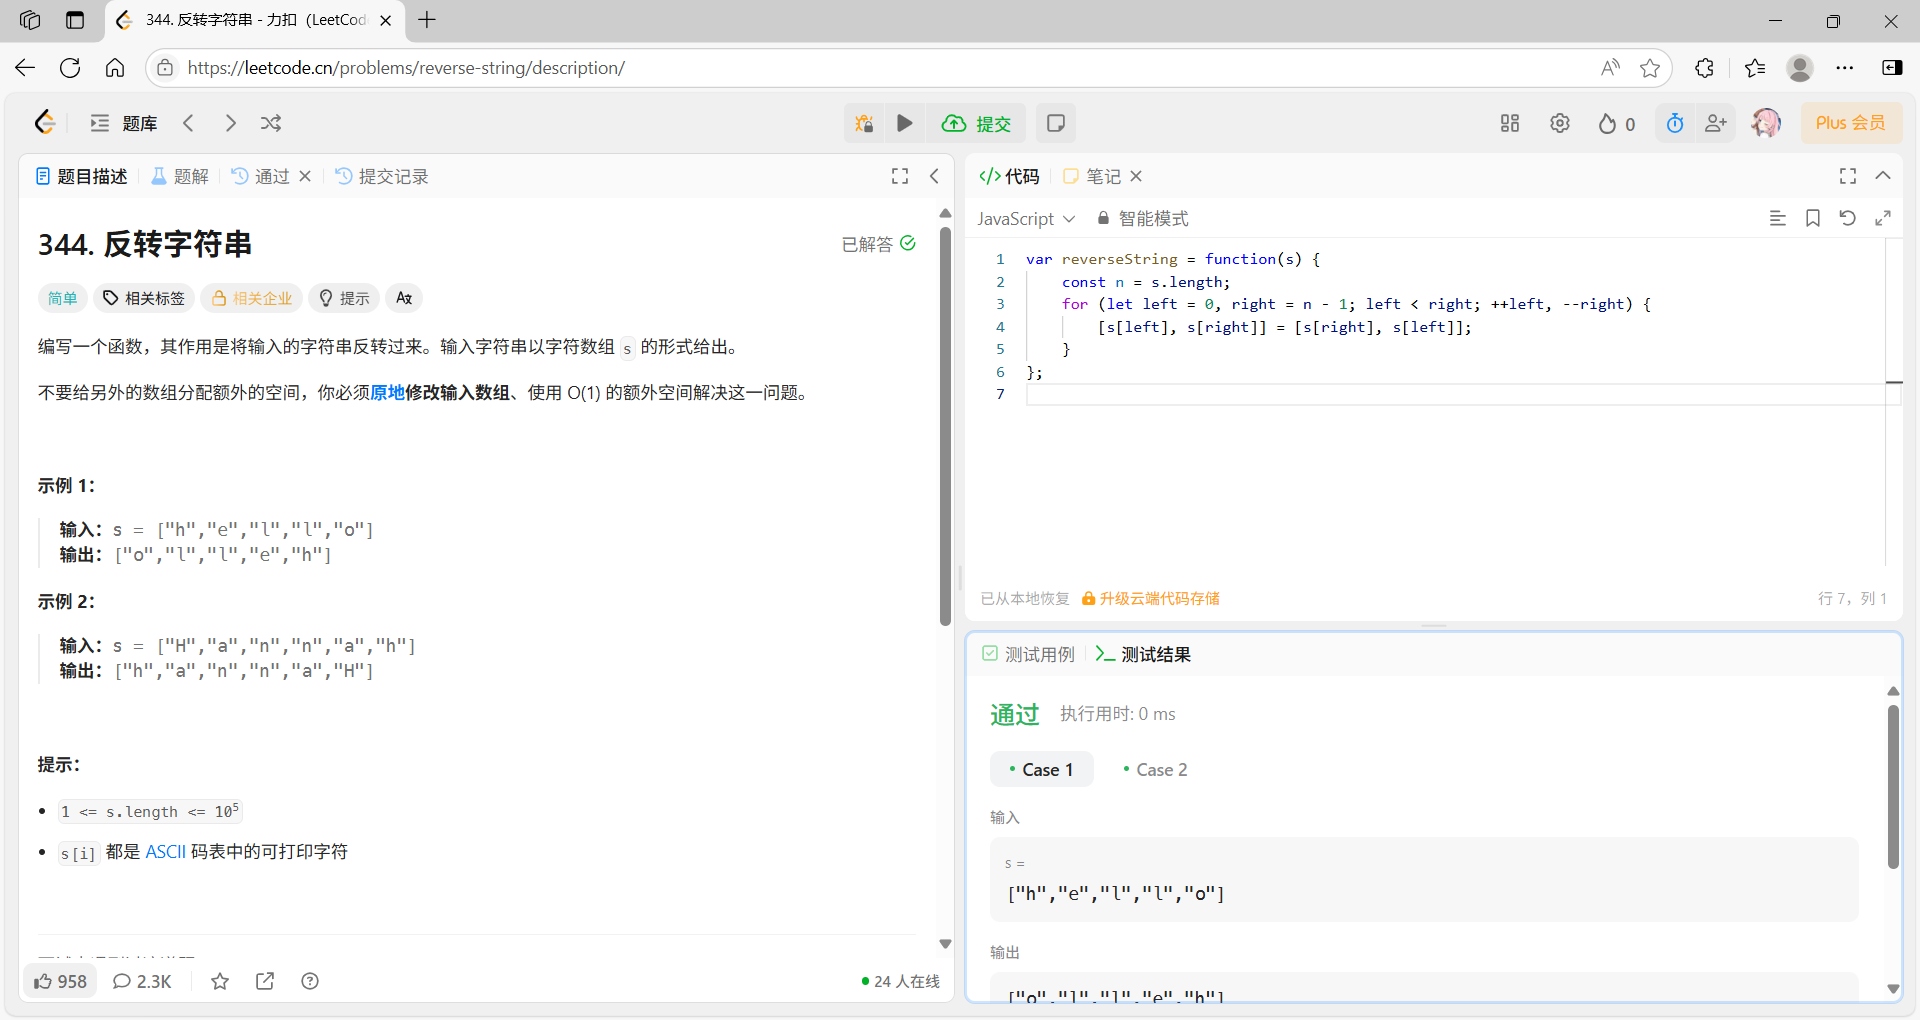 344. 反转字符串 - 力扣（LeetCod
https://leetcode.cn/problems/reverse-string/description/
题库
提交
0
Plus 会员
题目描述
题解
通过
提交记录
344. 反转字符串
已解答
简单
相关标签
相关企业
提示
编写一个函数，其作用是将输入的字符串反转过来。输入字符串以字符数组 s 的形式给出。
不要给另外的数组分配额外的空间，你必须原地修改输入数组、使用 O(1) 的额外空间解决这一问题。
示例 1：
输入：s = ["h","e","l","l","o"]
输出：["o","l","l","e","h"]
示例 2：
输入：s = ["H","a","n","n","a","h"]
输出：["h","a","n","n","a","H"]
提示：
1 <= s.length <= 10⁵
s[i] 都是 ASCII 码表中的可打印字符
958
2.3K
24 人在线
代码
笔记
JavaScript
智能模式
1 var reverseString = function(s) {
2 const n = s.length;
3 for (let left = 0, right = n - 1; left < right; ++left, --right) {
4 [s[left], s[right]] = [s[right], s[left]];
5 }
6 };
7
已从本地恢复
升级云端代码存储
行 7，列 1
测试用例
测试结果
通过
执行用时: 0 ms
Case 1
Case 2
输入
s =
["h","e","l","l","o"]
输出
["o","l","l","e","h"]